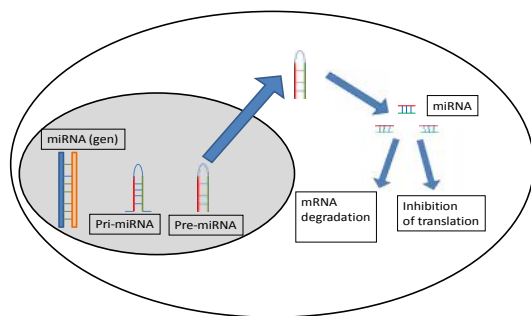 miRNA (gen)
Pri-miRNA
Pre-miRNA
miRNA
mRNA
degradation
Inhibition
of translation